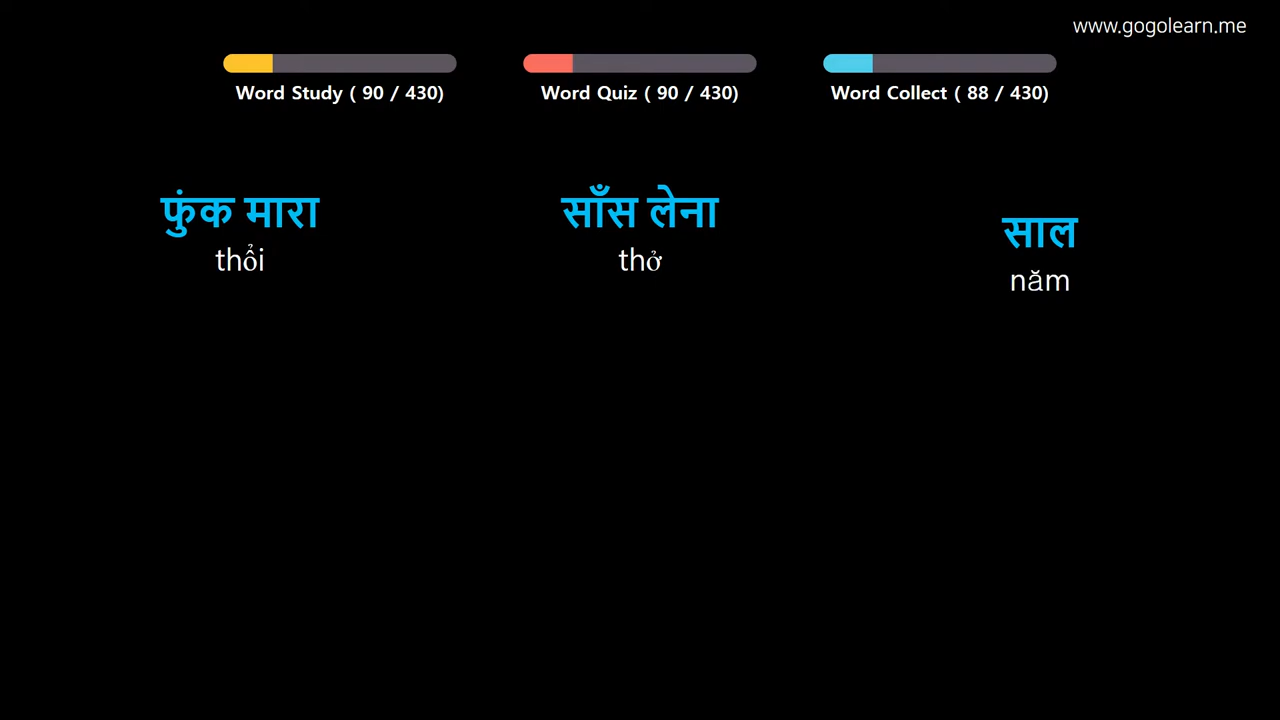 www.gogolearn.me
Word Study ( 90 / 430)
Word Quiz ( 90 / 430)
Word Collect ( 88 / 430)
फुंक मारा
thổi
साँस लेना
thở
साल
năm